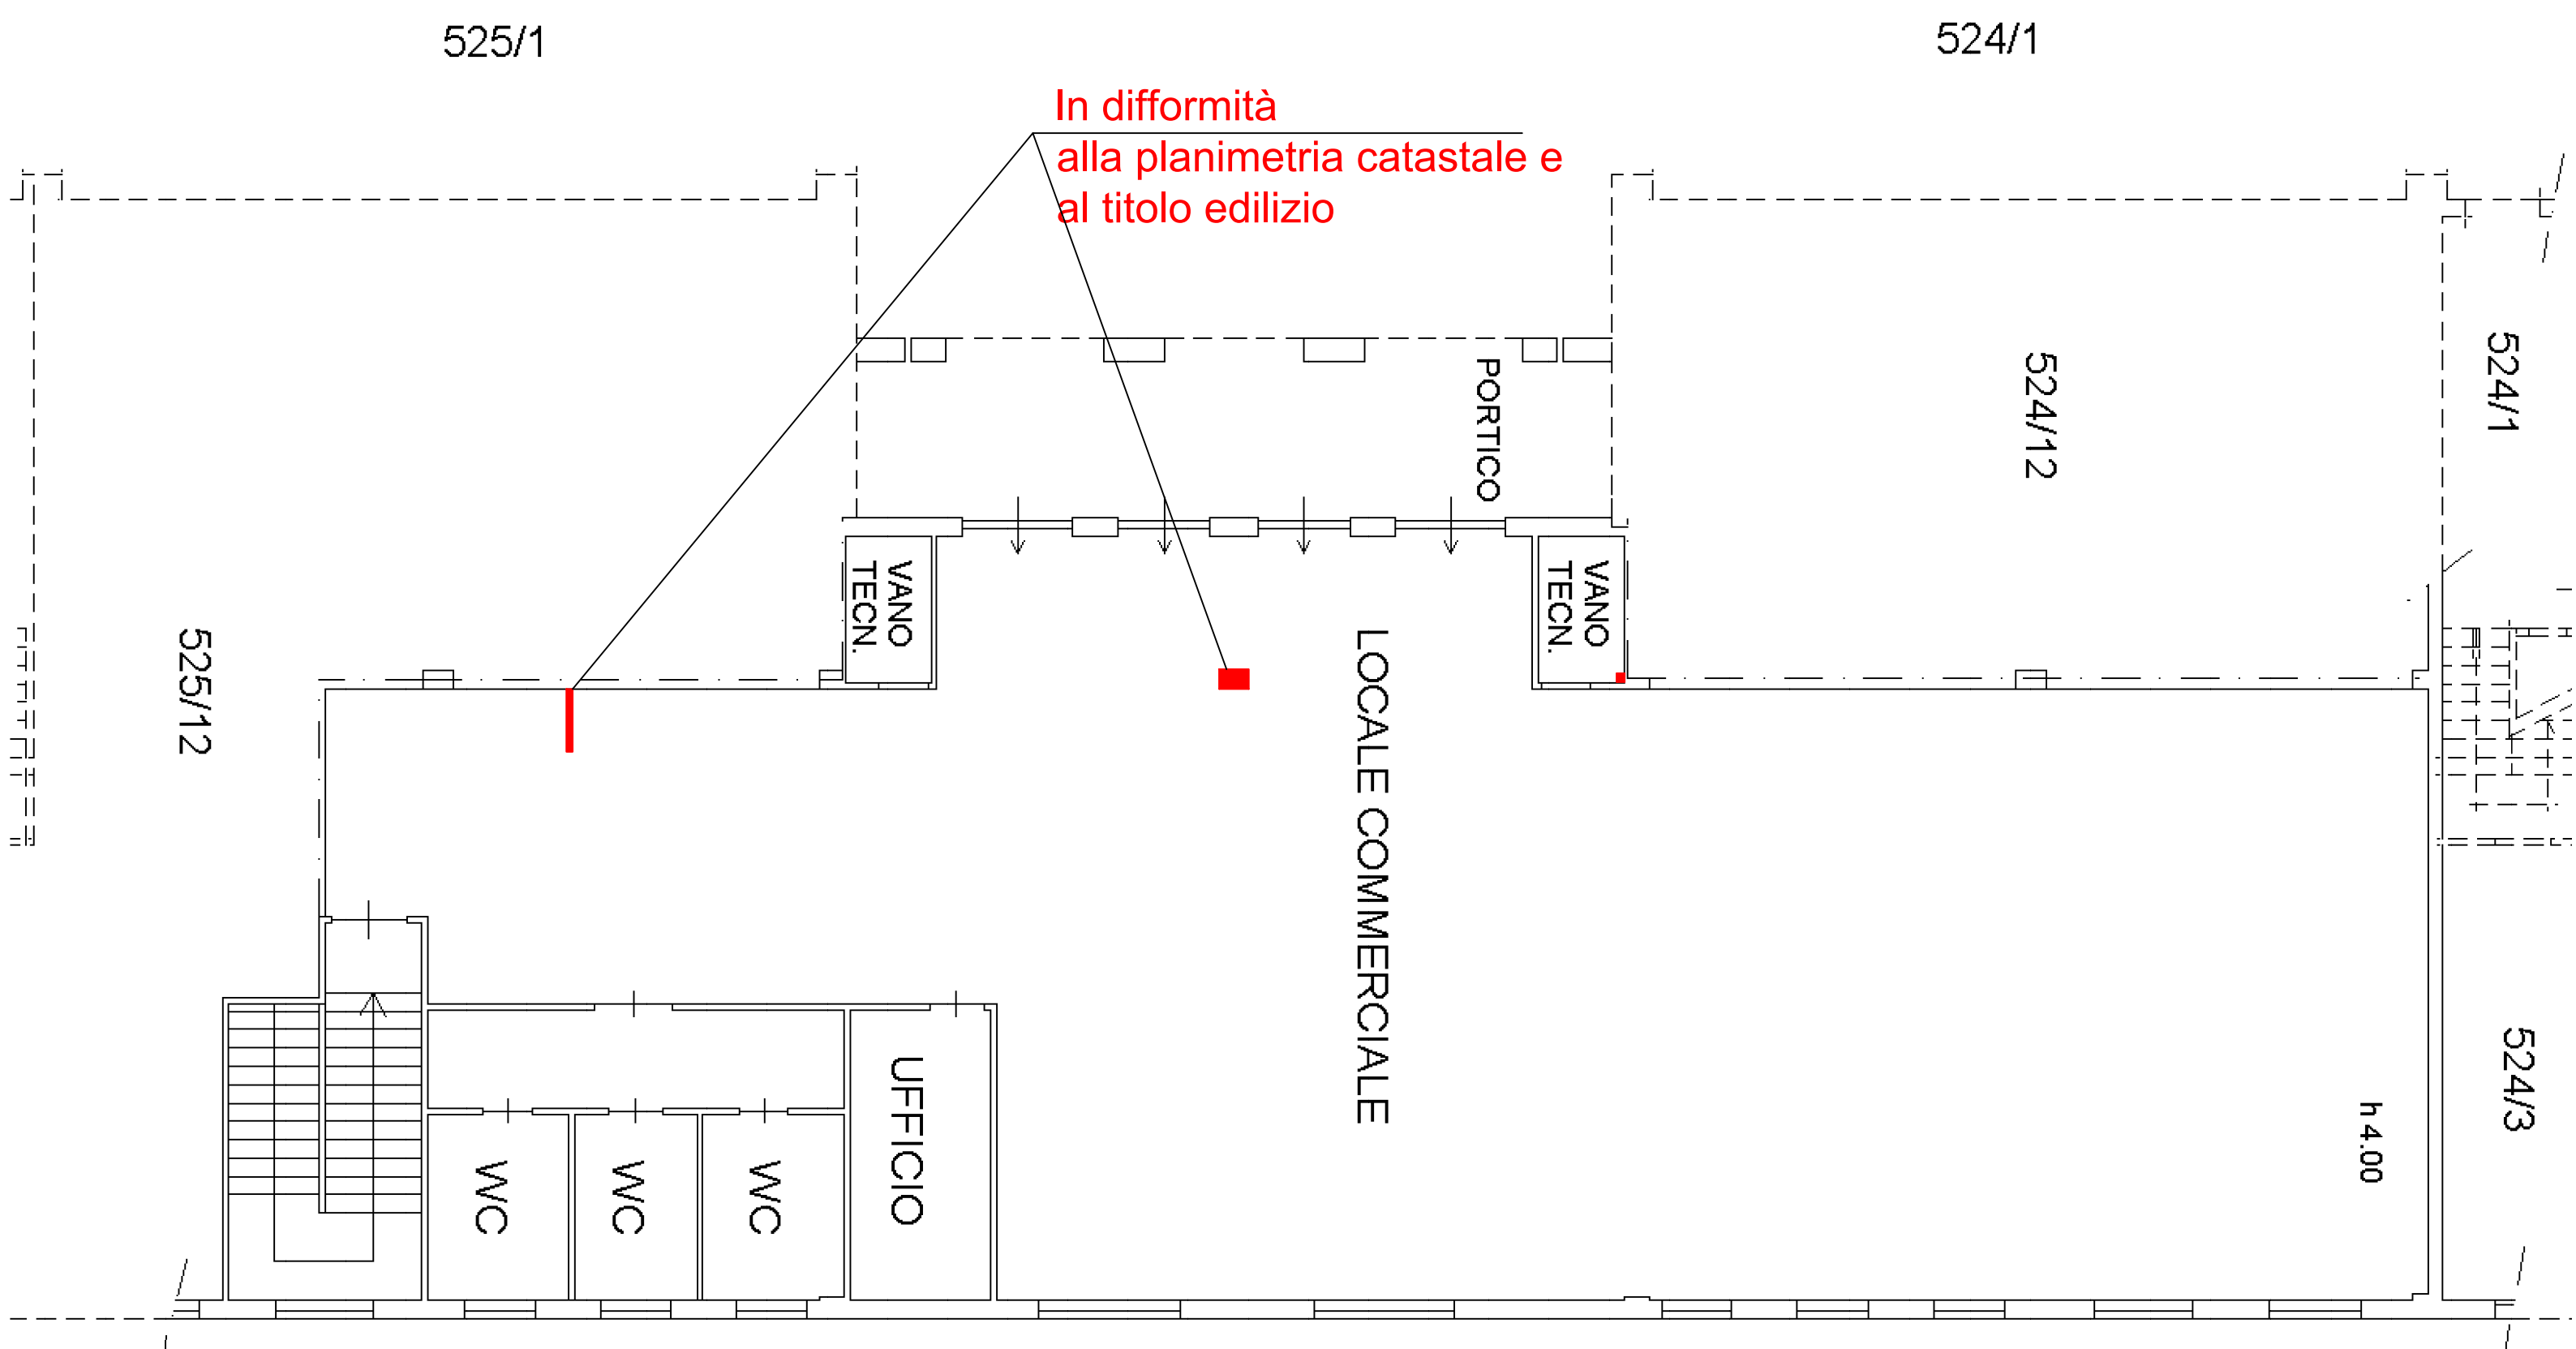 525/1
524/1
In difformità
alla planimetria catastale e
al titolo edilizio
PORTICO
524/12
524/1
VANO
TECN.
VANO
TECN.
525/12
LOCALE COMMERCIALE
524/3
h 4.00
UFFICIO
WC
WC
WC